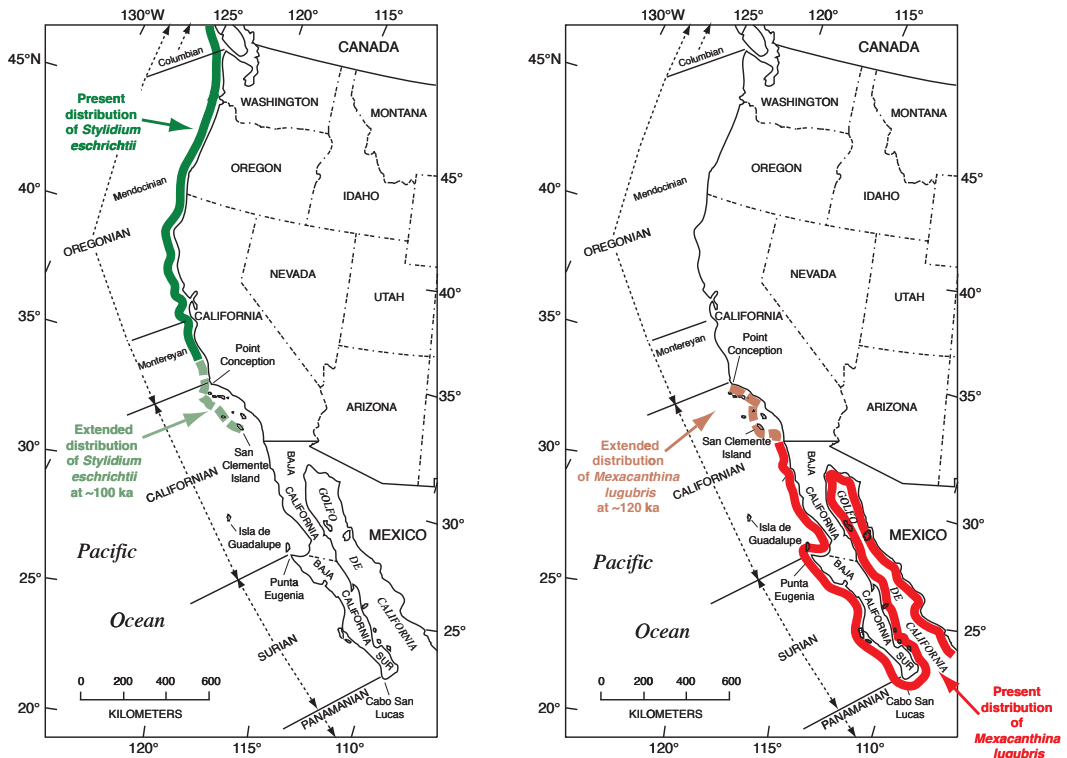 130°W
125°
120°
115°
45°N
Columbian
CANADA
Present
distribution
of Stylidium
eschrichtii
WASHINGTON
MONTANA
OREGON
40°
Mendocinian
IDAHO
45°
OREGONIAN
NEVADA
UTAH
40°
35°
CALIFORNIA
Montereyan
Point
Conception
35°
ARIZONA
Extended
distribution
of Stylidium
eschrichtii
at ~100 ka
30°
San
Clemente
Island
BAJA
CALIFORNIA
CALIFORNIAN
GOLFO
DE
CALIFORNIA
30°
Isla de
Guadalupe
MEXICO
Pacific
Ocean
25°
Punta
Eugenia
BAJA
CALIFORNIA
SUR
25°
SURIAN
0 200 400 600
KILOMETERS
PANAMANIAN
Cabo San
Lucas
20°
120°
115°
110°
130°W
125°
120°
115°
45°N
Columbian
CANADA
WASHINGTON
MONTANA
OREGON
40°
Mendocinian
IDAHO
45°
OREGONIAN
NEVADA
UTAH
40°
35°
CALIFORNIA
Montereyan
Point
Conception
35°
ARIZONA
Extended
distribution
of Mexacanthina
lugubris
at ~120 ka
30°
San Clemente
Island
BAJA
CALIFORNIA
CALIFORNIAN
GOLFO
DE
CALIFORNIA
30°
Isla de
Guadalupe
MEXICO
Pacific
Ocean
25°
Punta
Eugenia
BAJA
CALIFORNIA
SUR
25°
SURIAN
0 200 400 600
KILOMETERS
PANAMANIAN
Cabo San
Lucas
Present
distribution
of
Mexacanthina
lugubris
20°
120°
115°
110°